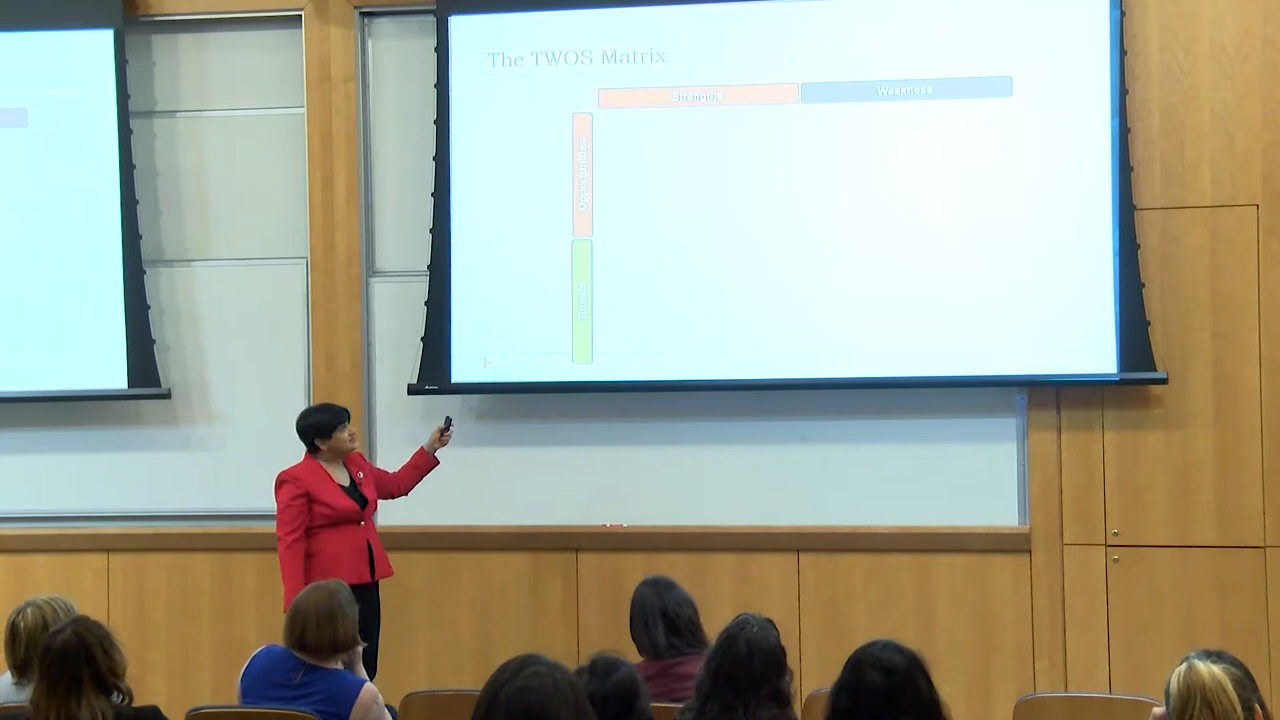 The TWOS Matrix
Strengths
Weakness
Opportunities
Threats